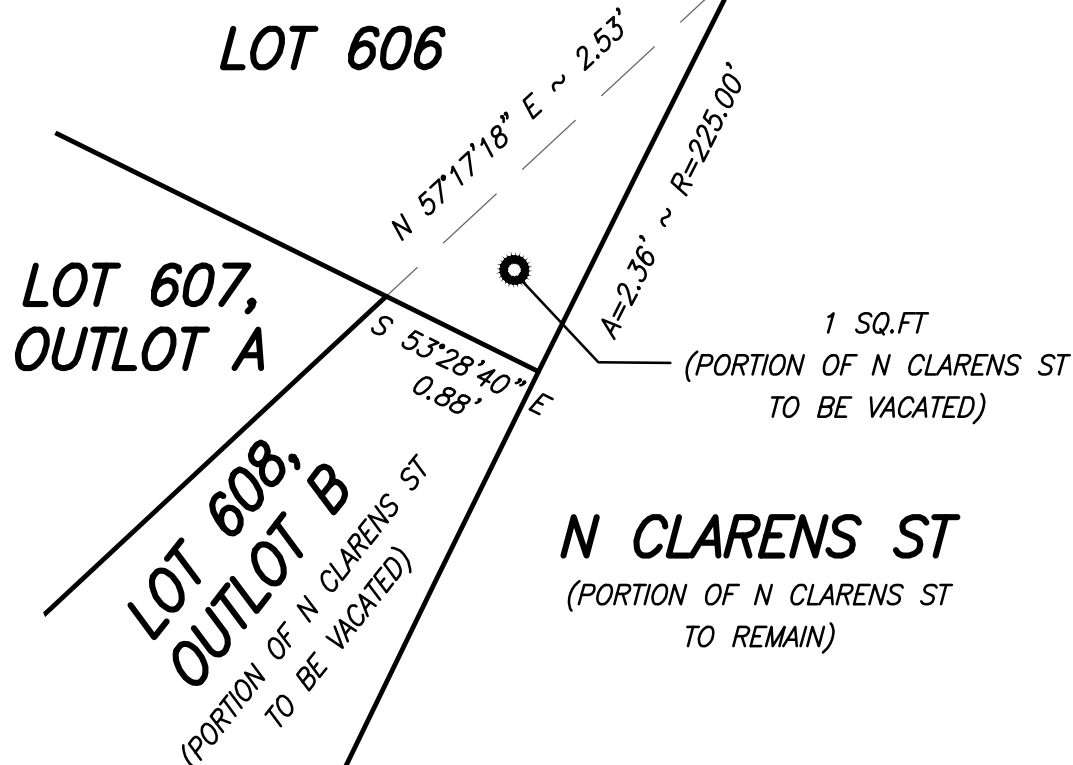 LOT 606
N 57°17'18" E ~ 2.53'
A=2.36' ~ R=225.00'
LOT 607,
OUTLOT A
S 53°28'40" E
0.88'
1 SQ.FT
(PORTION OF N CLARENS ST
TO BE VACATED)
LOT 608,
OUTLOT B
(PORTION OF N CLARENS ST
TO BE VACATED)
N CLARENS ST
(PORTION OF N CLARENS ST
TO REMAIN)